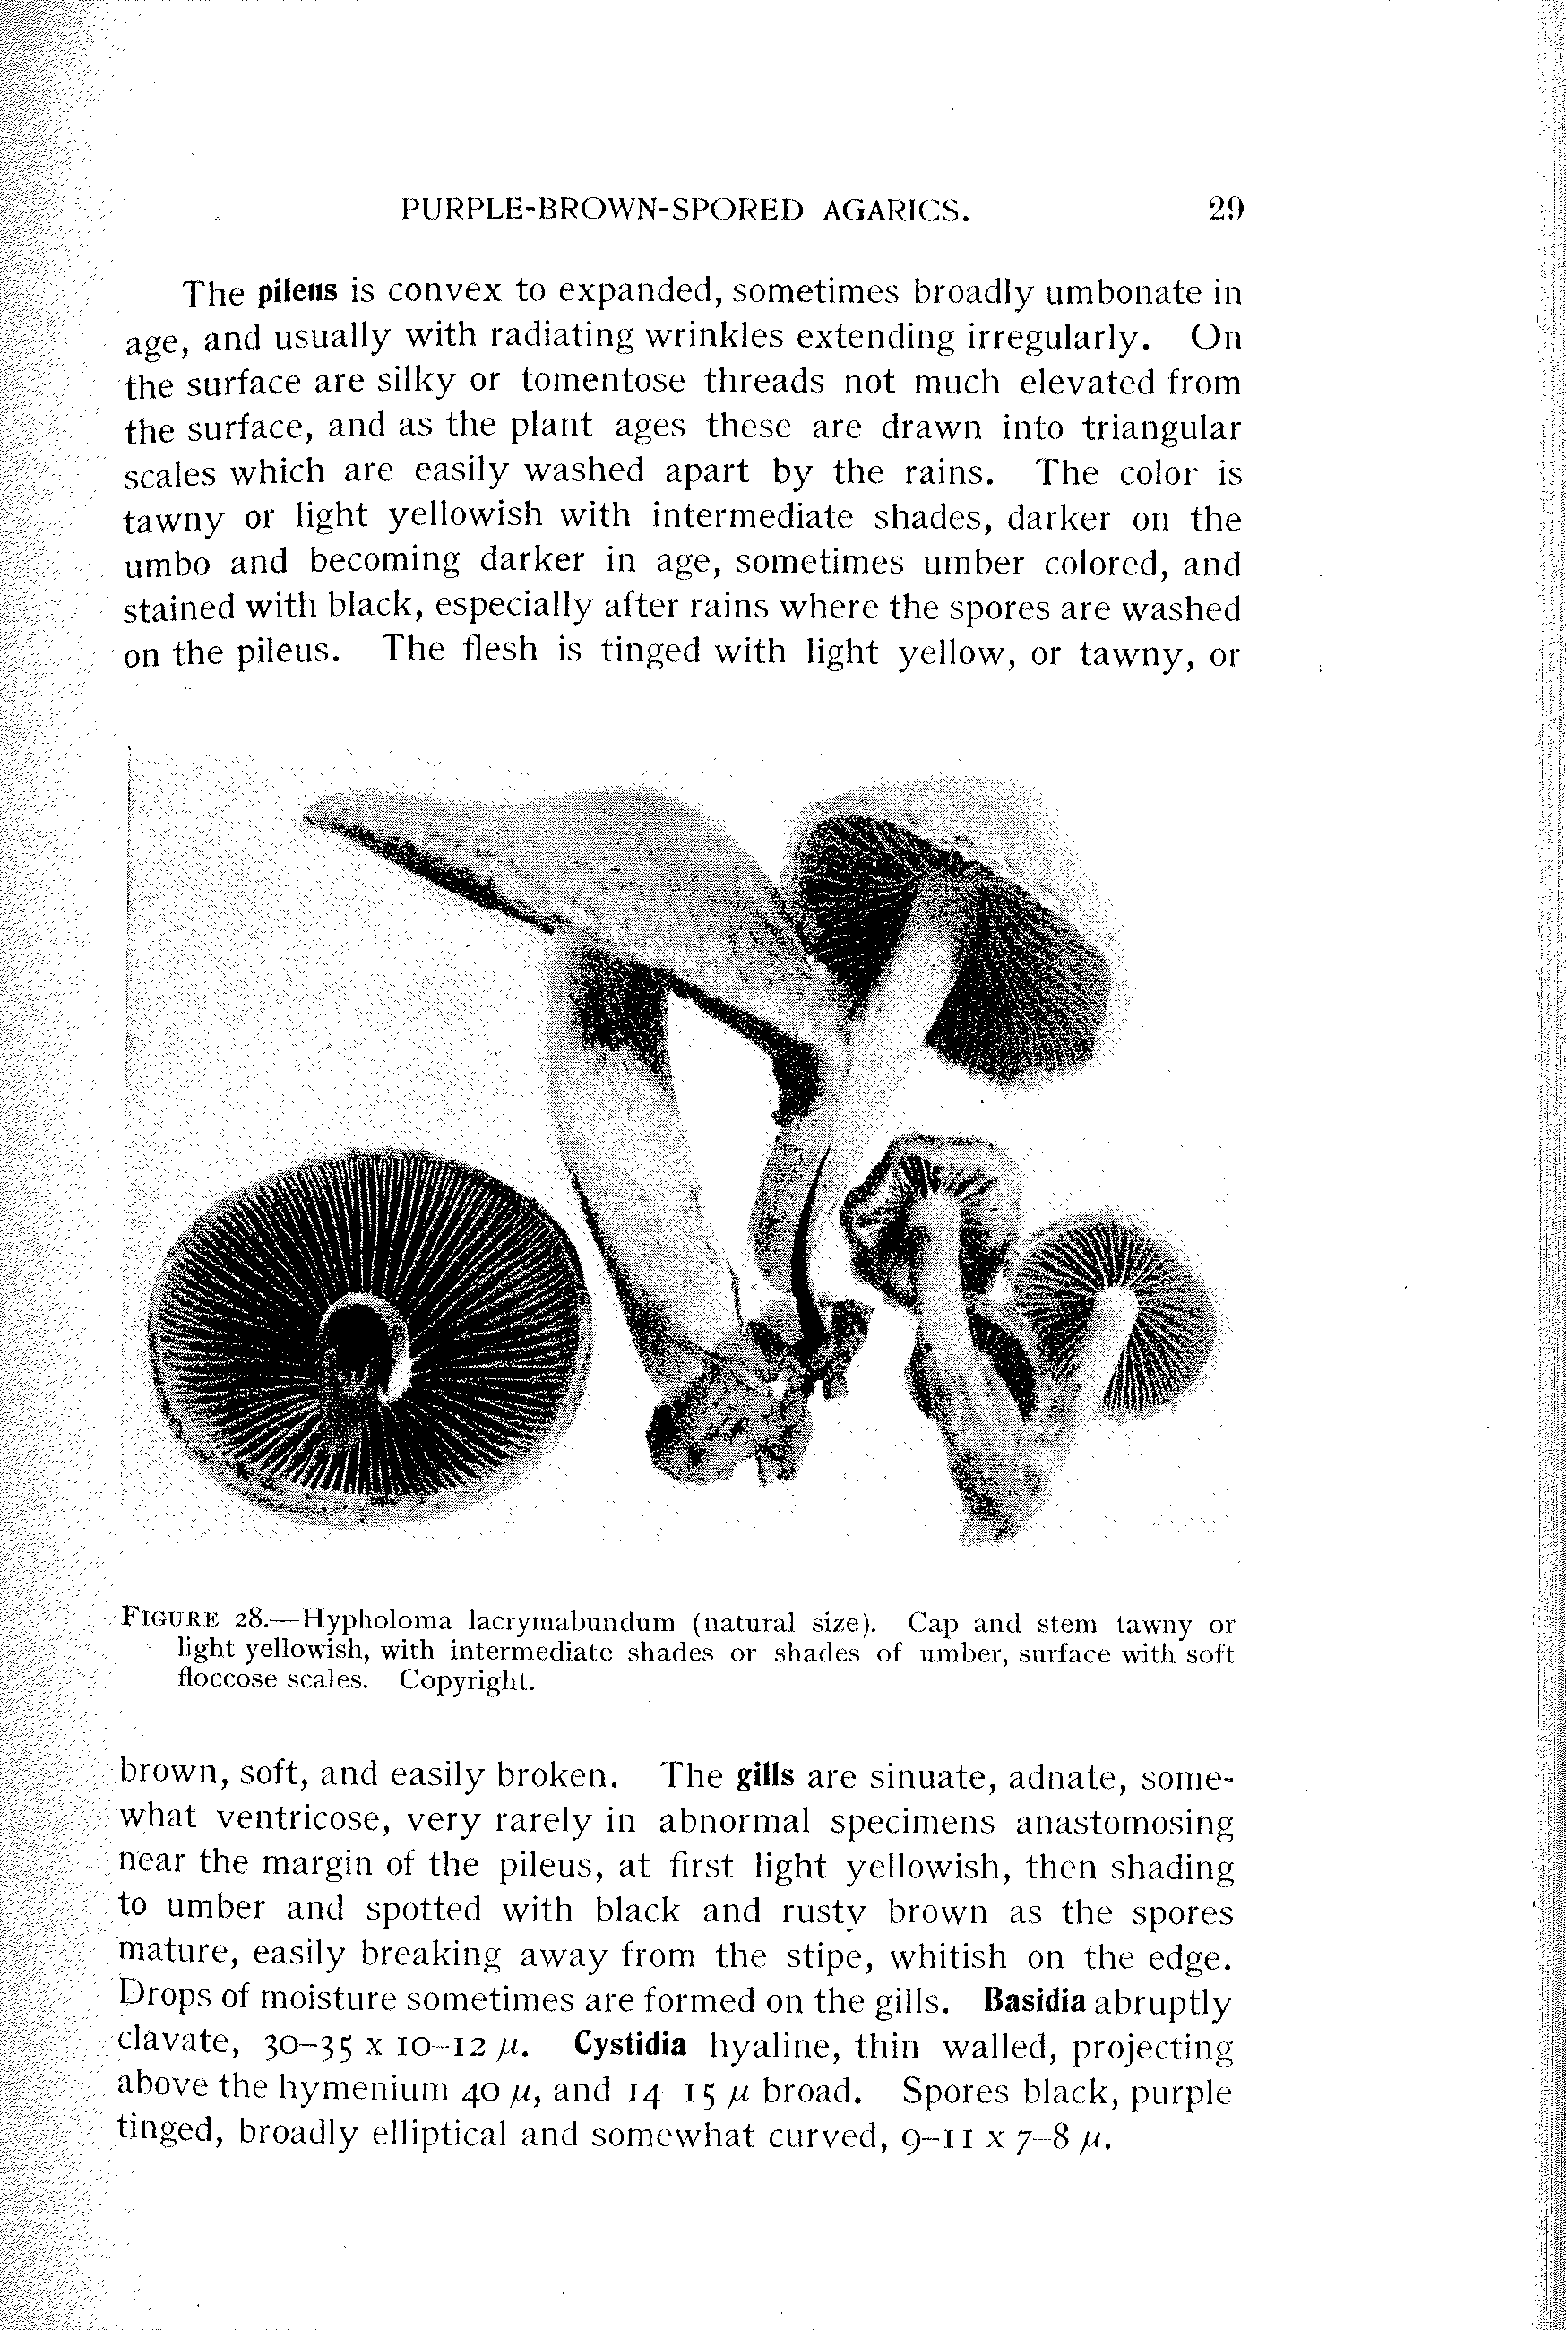 PURPLE-BROWN-SPORED AGARICS. 29
The pileus is convex to expanded, sometimes broadly umbonate in
age, and usually with radiating wrinkles extending irregularly. On
the surface are silky or tomentose threads not much elevated from
the surface, and as the plant ages these are drawn into triangular
scales which are easily washed apart by the rains. The color is
tawny or light yellowish with intermediate shades, darker on the
umbo and becoming darker in age, sometimes umber colored, and
stained with black, especially after rains where the spores are washed
on the pileus. The flesh is tinged with light yellow, or tawny, or
FIGURE 28.—Hypholoma lacrymabundum (natural size). Cap and stem tawny or
light yellowish, with intermediate shades or shades of umber, surface with soft
floccose scales. Copyright.
brown, soft, and easily broken. The gills are sinuate, adnate, some-
what ventricose, very rarely in abnormal specimens anastomosing
near the margin of the pileus, at first light yellowish, then shading
to umber and spotted with black and rusty brown as the spores
mature, easily breaking away from the stipe, whitish on the edge.
Drops of moisture sometimes are formed on the gills. Basidia abruptly
clavate, 30–35 x 10–12 µ. Cystidia hyaline, thin walled, projecting
above the hymenium 40 µ, and 14–15 µ broad. Spores black, purple
tinged, broadly elliptical and somewhat curved, 9–11 x 7–8 µ.